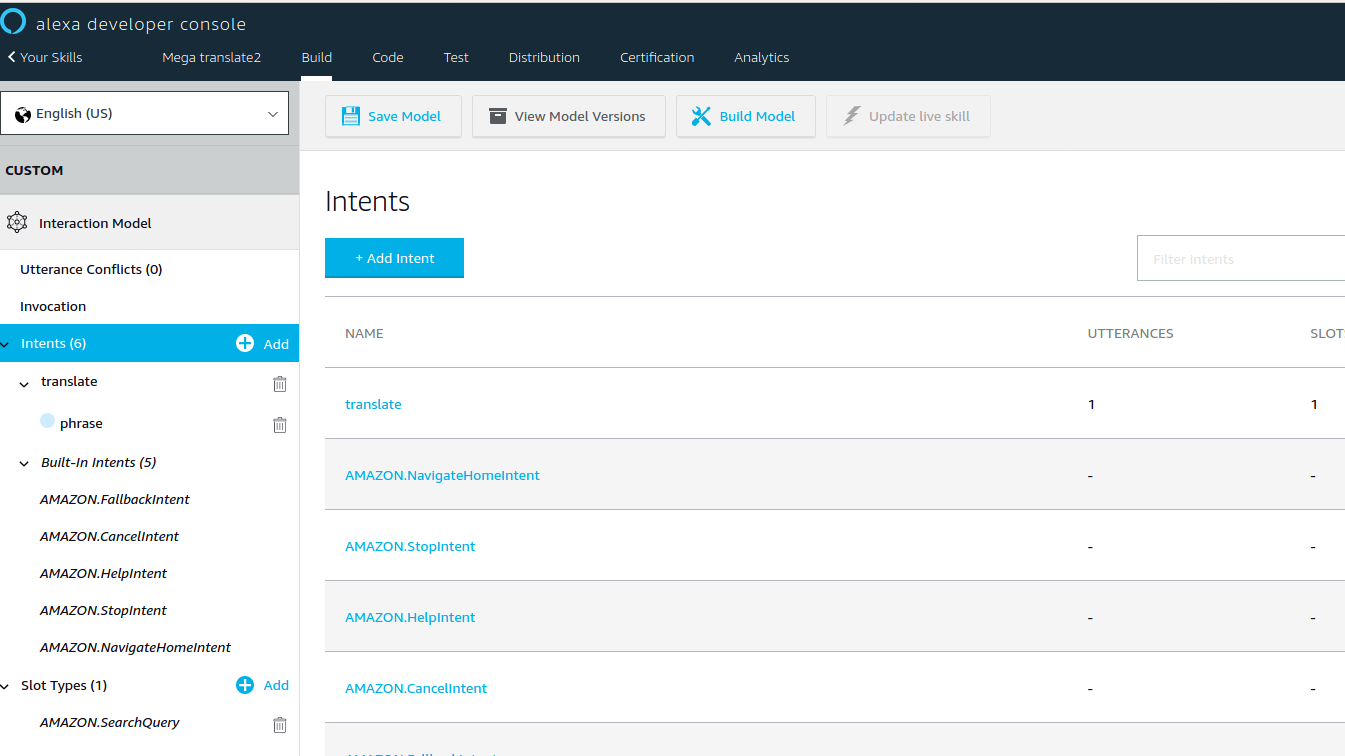 alexa developer console
Your Skills Mega translate2 Build Code Test Distribution Certification Analytics
English (US)
Save Model View Model Versions Build Model Update live skill
CUSTOM
Interaction Model
Utterance Conflicts (0)
Invocation
Intents (6) Add
translate
phrase
Built-In Intents (5)
AMAZON.FallbackIntent
AMAZON.CancelIntent
AMAZON.HelpIntent
AMAZON.StopIntent
AMAZON.NavigateHomeIntent
Slot Types (1) Add
AMAZON.SearchQuery
Intents
+ Add Intent
Filter intents
NAME UTTERANCES SLOTS
translate 1 1
AMAZON.NavigateHomeIntent - -
AMAZON.StopIntent - -
AMAZON.HelpIntent - -
AMAZON.CancelIntent - -